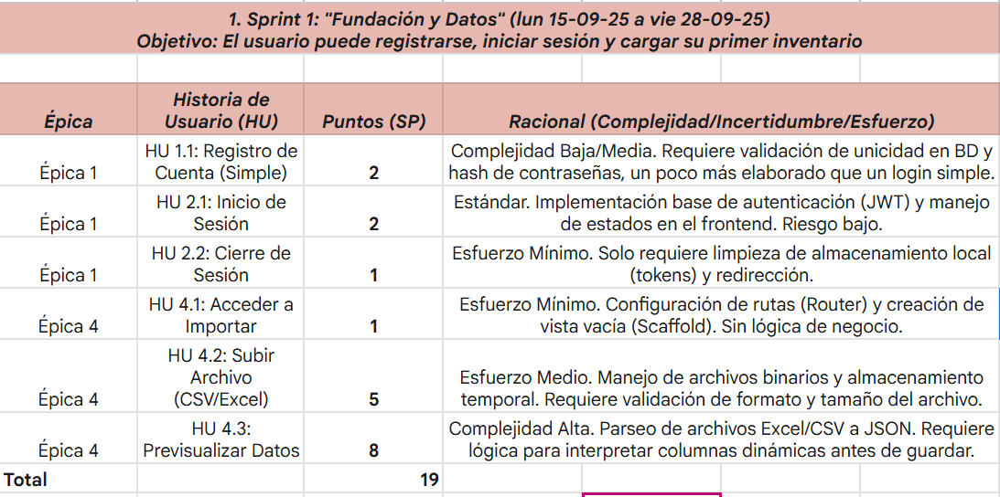 1. Sprint 1: "Fundación y Datos" (lun 15-09-25 a vie 28-09-25)
Objetivo: El usuario puede registrarse, iniciar sesión y cargar su primer inventario
Épica
Historia de
Usuario (HU)
Puntos (SP)
Racional (Complejidad/Incertidumbre/Esfuerzo)
Épica 1
HU 1.1: Registro de
Cuenta (Simple)
2
Complejidad Baja/Media. Requiere validación de unicidad en BD y
hash de contraseñas, un poco más elaborado que un login simple.
Épica 1
HU 2.1: Inicio de
Sesión
2
Estándar. Implementación base de autenticación (JWT) y manejo
de estados en el frontend. Riesgo bajo.
Épica 1
HU 2.2: Cierre de
Sesión
1
Esfuerzo Mínimo. Solo requiere limpieza de almacenamiento local
(tokens) y redirección.
Épica 4
HU 4.1: Acceder a
Importar
1
Esfuerzo Mínimo. Configuración de rutas (Router) y creación de
vista vacía (Scaffold). Sin lógica de negocio.
Épica 4
HU 4.2: Subir
Archivo
(CSV/Excel)
5
Esfuerzo Medio. Manejo de archivos binarios y almacenamiento
temporal. Requiere validación de formato y tamaño del archivo.
Épica 4
HU 4.3:
Previsualizar Datos
8
Complejidad Alta. Parseo de archivos Excel/CSV a JSON. Requiere
lógica para interpretar columnas dinámicas antes de guardar.
Total
19